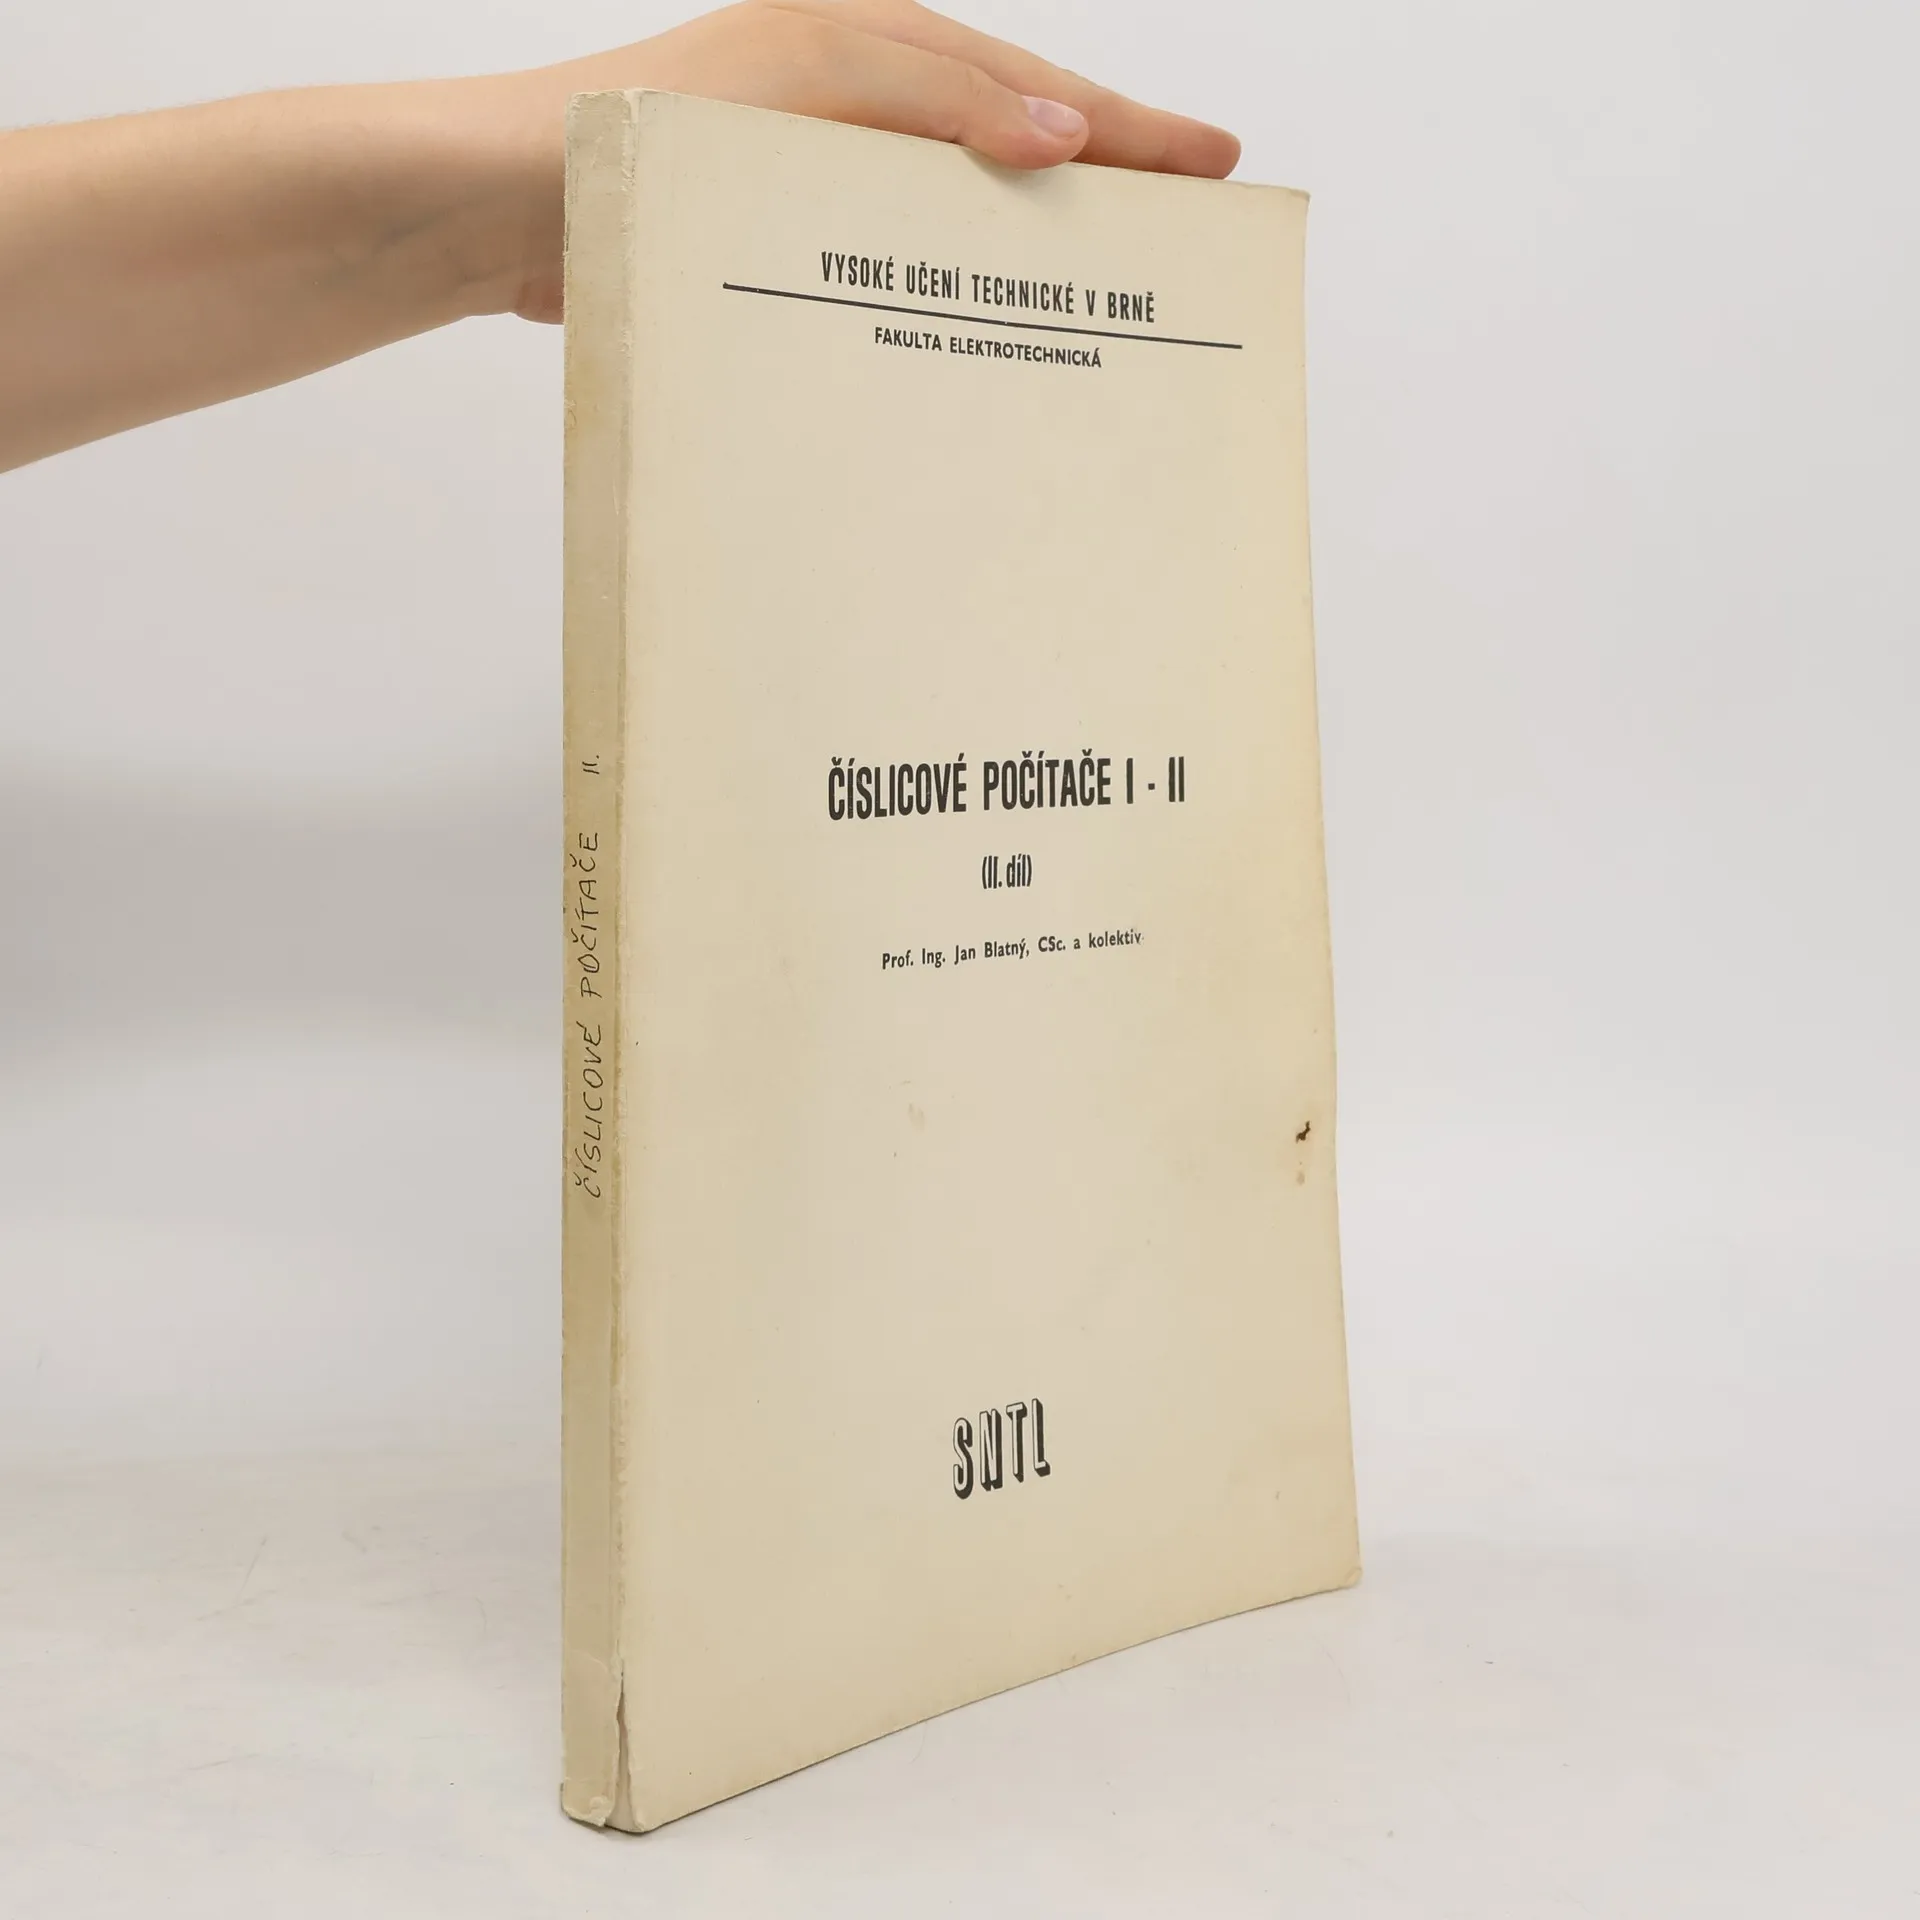 VYSOKÉ UČENÍ TECHNICKÉ V BRNĚ
FAKULTA ELEKTROTECHNICKÁ
ČÍSLICOVÉ POČÍTAČE I - II
(II. díl)
Prof. Ing. Jan Blatný, CSc. a kolektiv
SNTL
ČÍSLICOVÉ POČÍTAČE II.